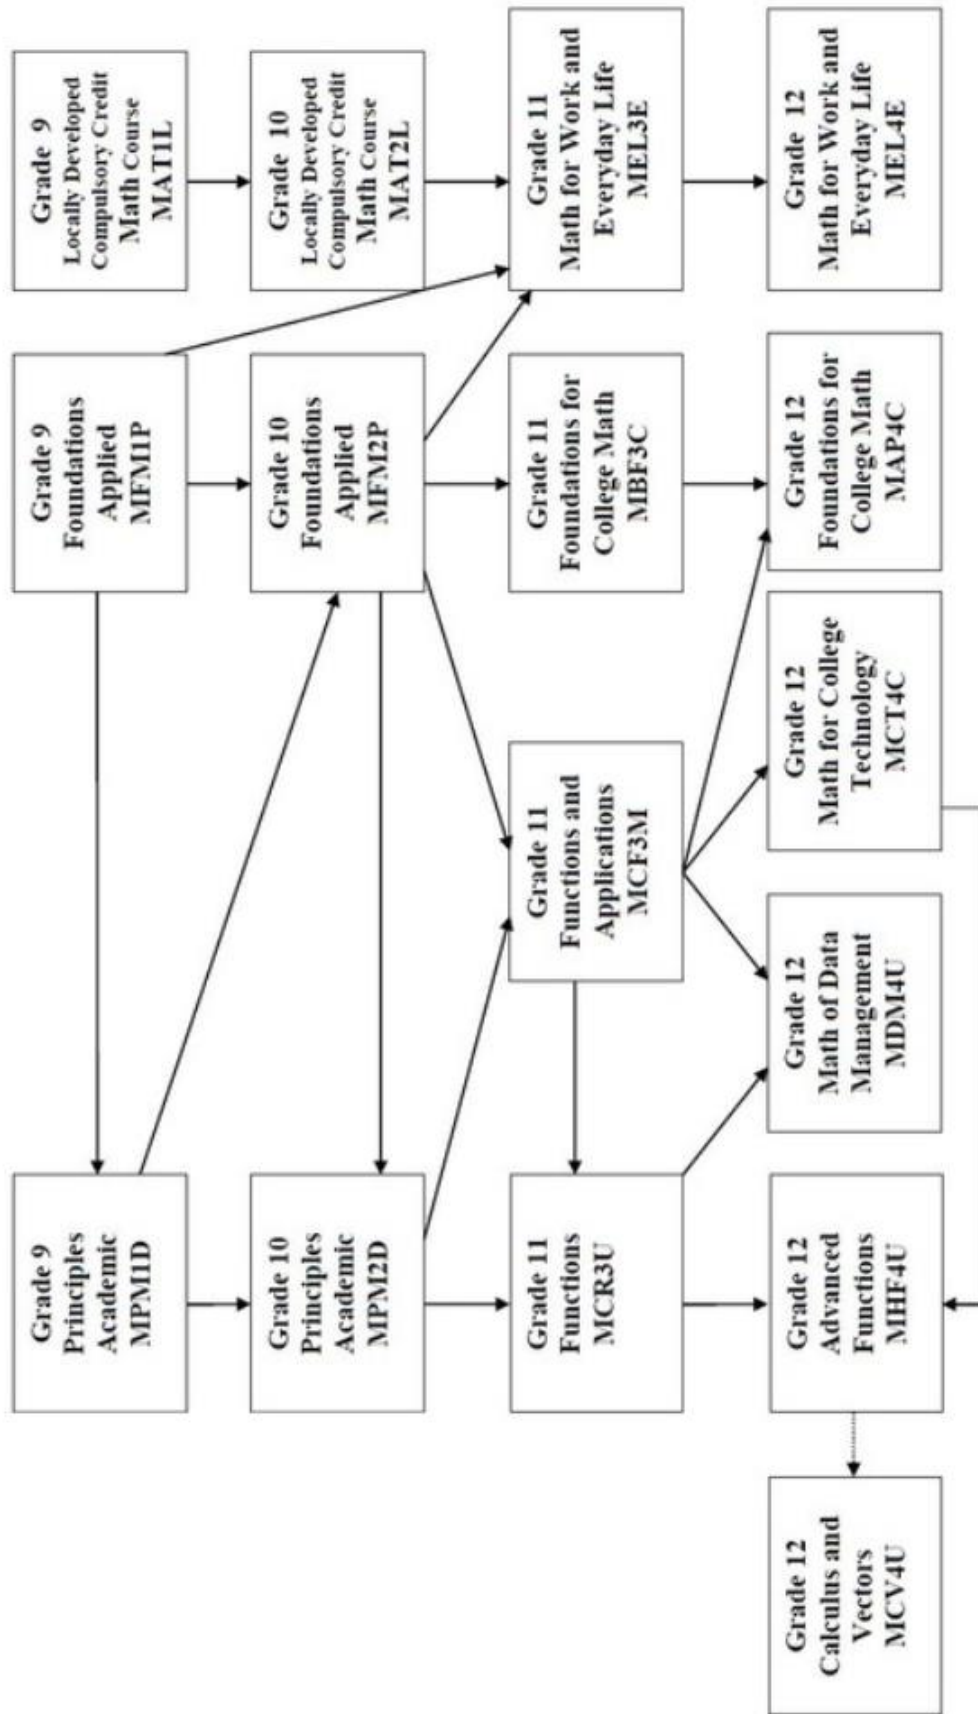 Grade 9
Principles
Academic
MPM1D
Grade 9
Foundations
Applied
MFM1P
Grade 9
Locally Developed
Compulsory Credit
Math Course
MAT1L
Grade 10
Principles
Academic
MPM2D
Grade 10
Foundations
Applied
MFM2P
Grade 10
Locally Developed
Compulsory Credit
Math Course
MAT2L
Grade 11
Functions
MCR3U
Grade 11
Functions and
Applications
MCF3M
Grade 11
Foundations for
College Math
MBF3C
Grade 11
Math for Work and
Everyday Life
MEL3E
Grade 12
Calculus and
Vectors
MCV4U
Grade 12
Advanced
Functions
MHF4U
Grade 12
Math of Data
Management
MDM4U
Grade 12
Math for College
Technology
MCT4C
Grade 12
Foundations for
College Math
MAP4C
Grade 12
Math for Work and
Everyday Life
MEL4E